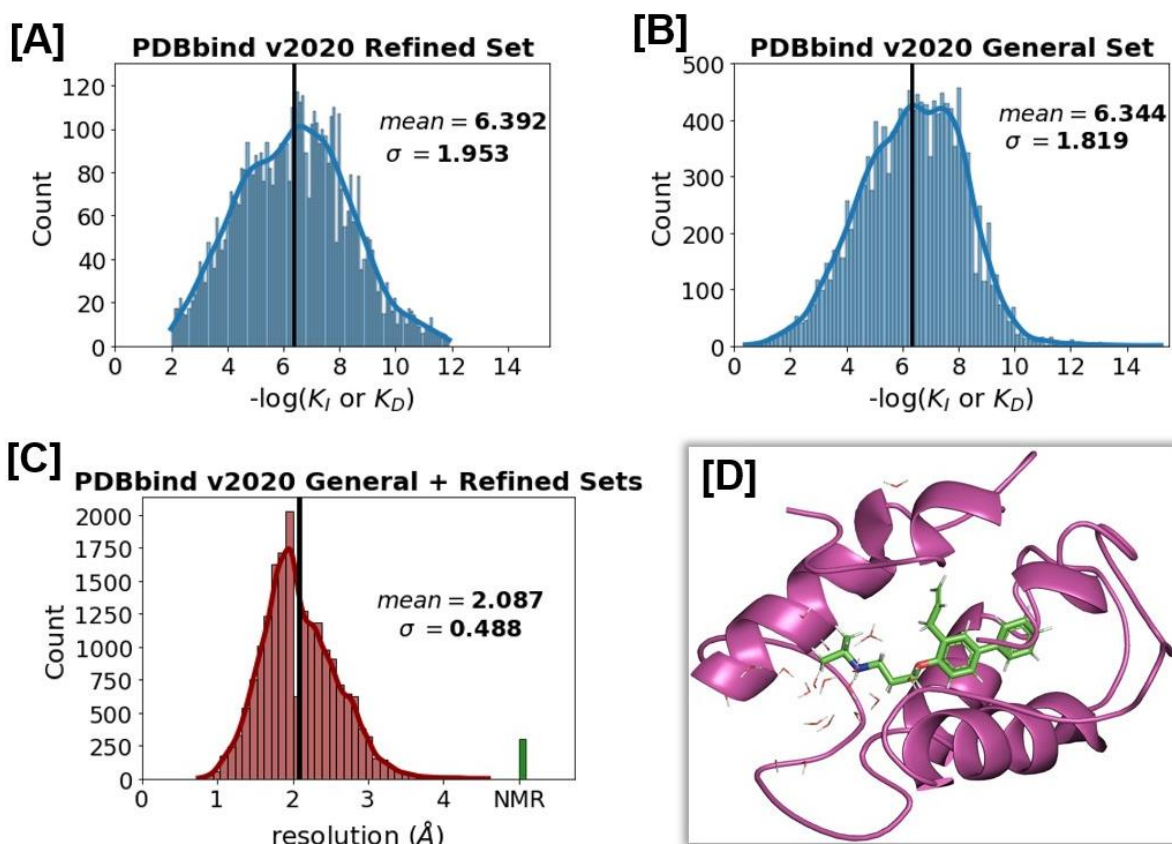 [A]
PDBbind v2020 Refined Set
120
100
80
60
40
20
0
Count
mean = 6.392
σ = 1.953
0 2 4 6 8 10 12 14
-log(K_I or K_D)
[B]
PDBbind v2020 General Set
500
400
300
200
100
0
Count
mean = 6.344
σ = 1.819
0 2 4 6 8 10 12 14
-log(K_I or K_D)
[C]
PDBbind v2020 General + Refined Sets
2000
1750
1500
1250
1000
750
500
250
0
Count
mean = 2.087
σ = 0.488
0 1 2 3 4 NMR
resolution (Å)
[D]